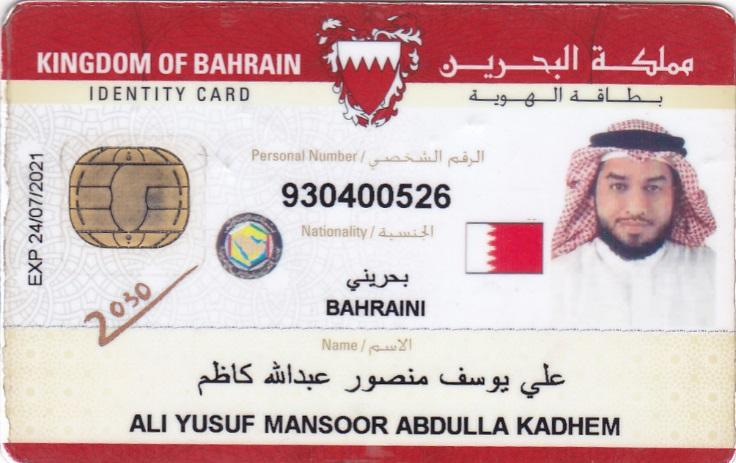 KINGDOM OF BAHRAIN مملكة البحرين
IDENTITY CARD بطاقة الهوية
Personal Number / الرقم الشخصي
930400526
Nationality / الجنسية
بحريني
BAHRAINI
EXP 24/07/2021
2030
Name / الاسم
علي يوسف منصور عبدالله كاظم
ALI YUSUF MANSOOR ABDULLA KADHEM